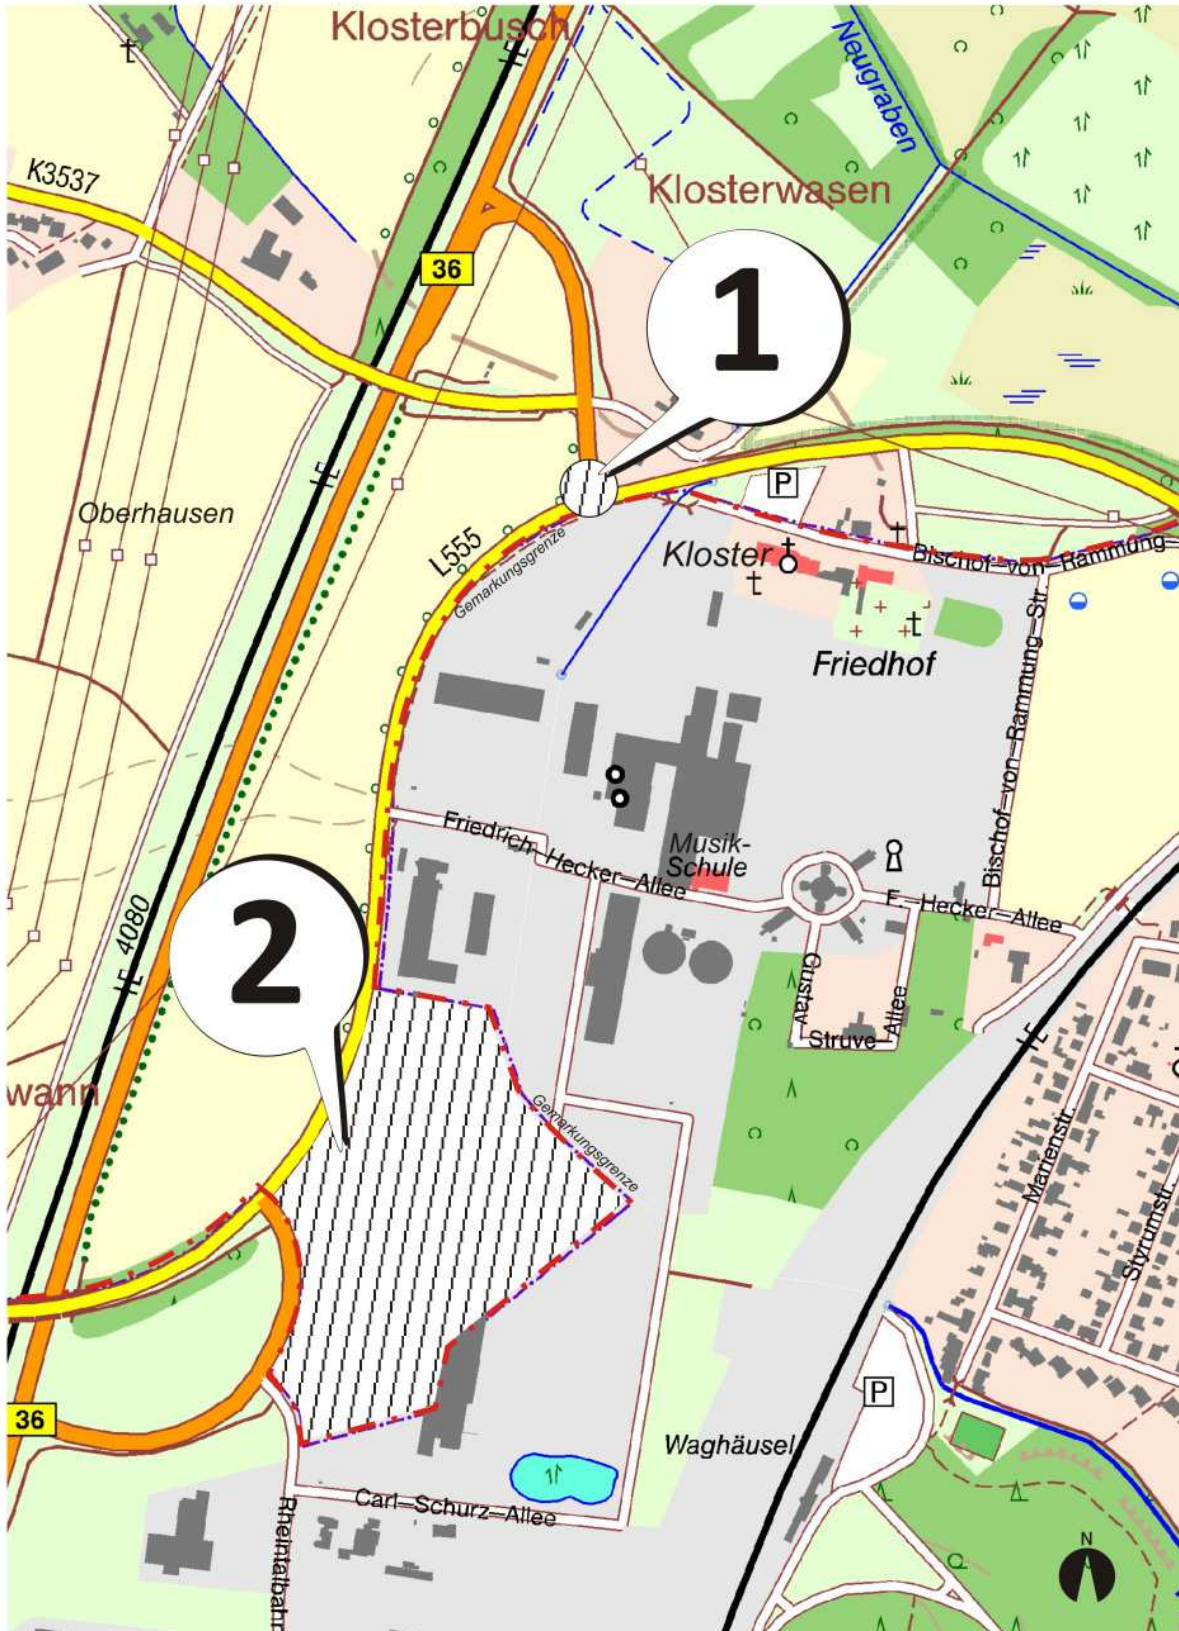 Klosterbusch
Neugraben
K3537
Klosterwasen
36
1
P
Oberhausen
L555
Gemarkungsgrenze
Kloster
Bischof-von-Rammung-
Bischof-von-Rammung-Str.
Friedhof
Friedrich-Hecker-Allee
Musik-
Schule
F.-Hecker-Allee
2
4080
Gustav-
Struve-
Allee
wann
Gemarkungsgrenze
Marienstr.
Styrumstr.
36
P
Waghäusel
Carl-Schurz-Allee
Rheintalbahn
N